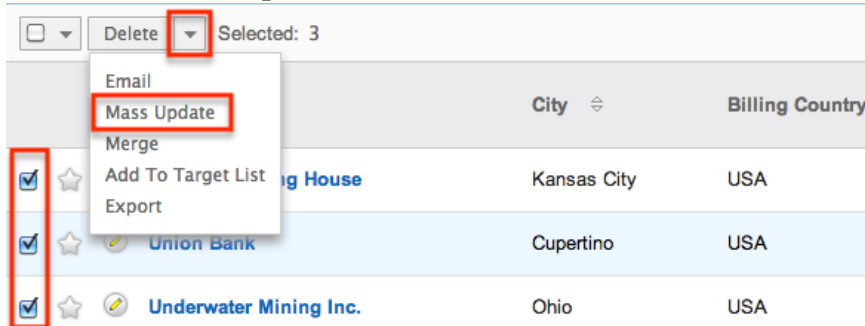 Delete Selected: 3
Email
Mass Update
Merge
Add To Target List
Export
City Billing Country
House Kansas City USA
Union Bank Cupertino USA
Underwater Mining Inc. Ohio USA